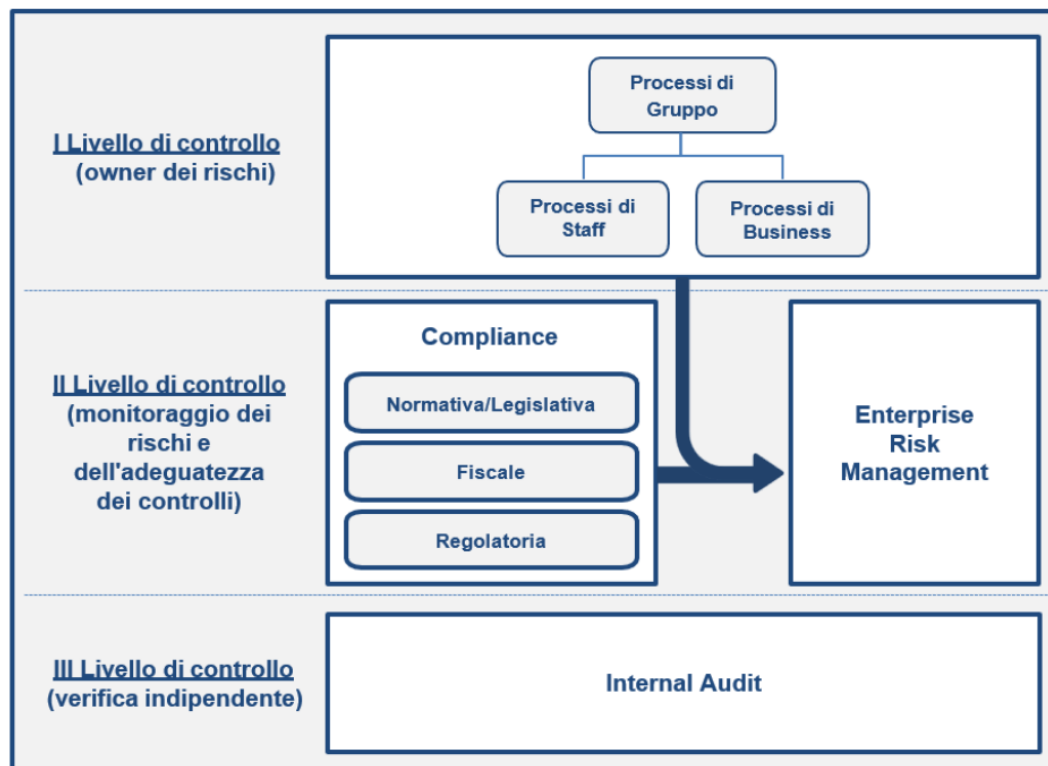 I Livello di controllo
(owner dei rischi)
Processi di
Gruppo
Processi di
Staff
Processi di
Business
II Livello di controllo
(monitoraggio dei
rischi e
dell'adeguatezza
dei controlli)
Compliance
Normativa/Legislativa
Fiscale
Regolatoria
Enterprise
Risk
Management
III Livello di controllo
(verifica indipendente)
Internal Audit